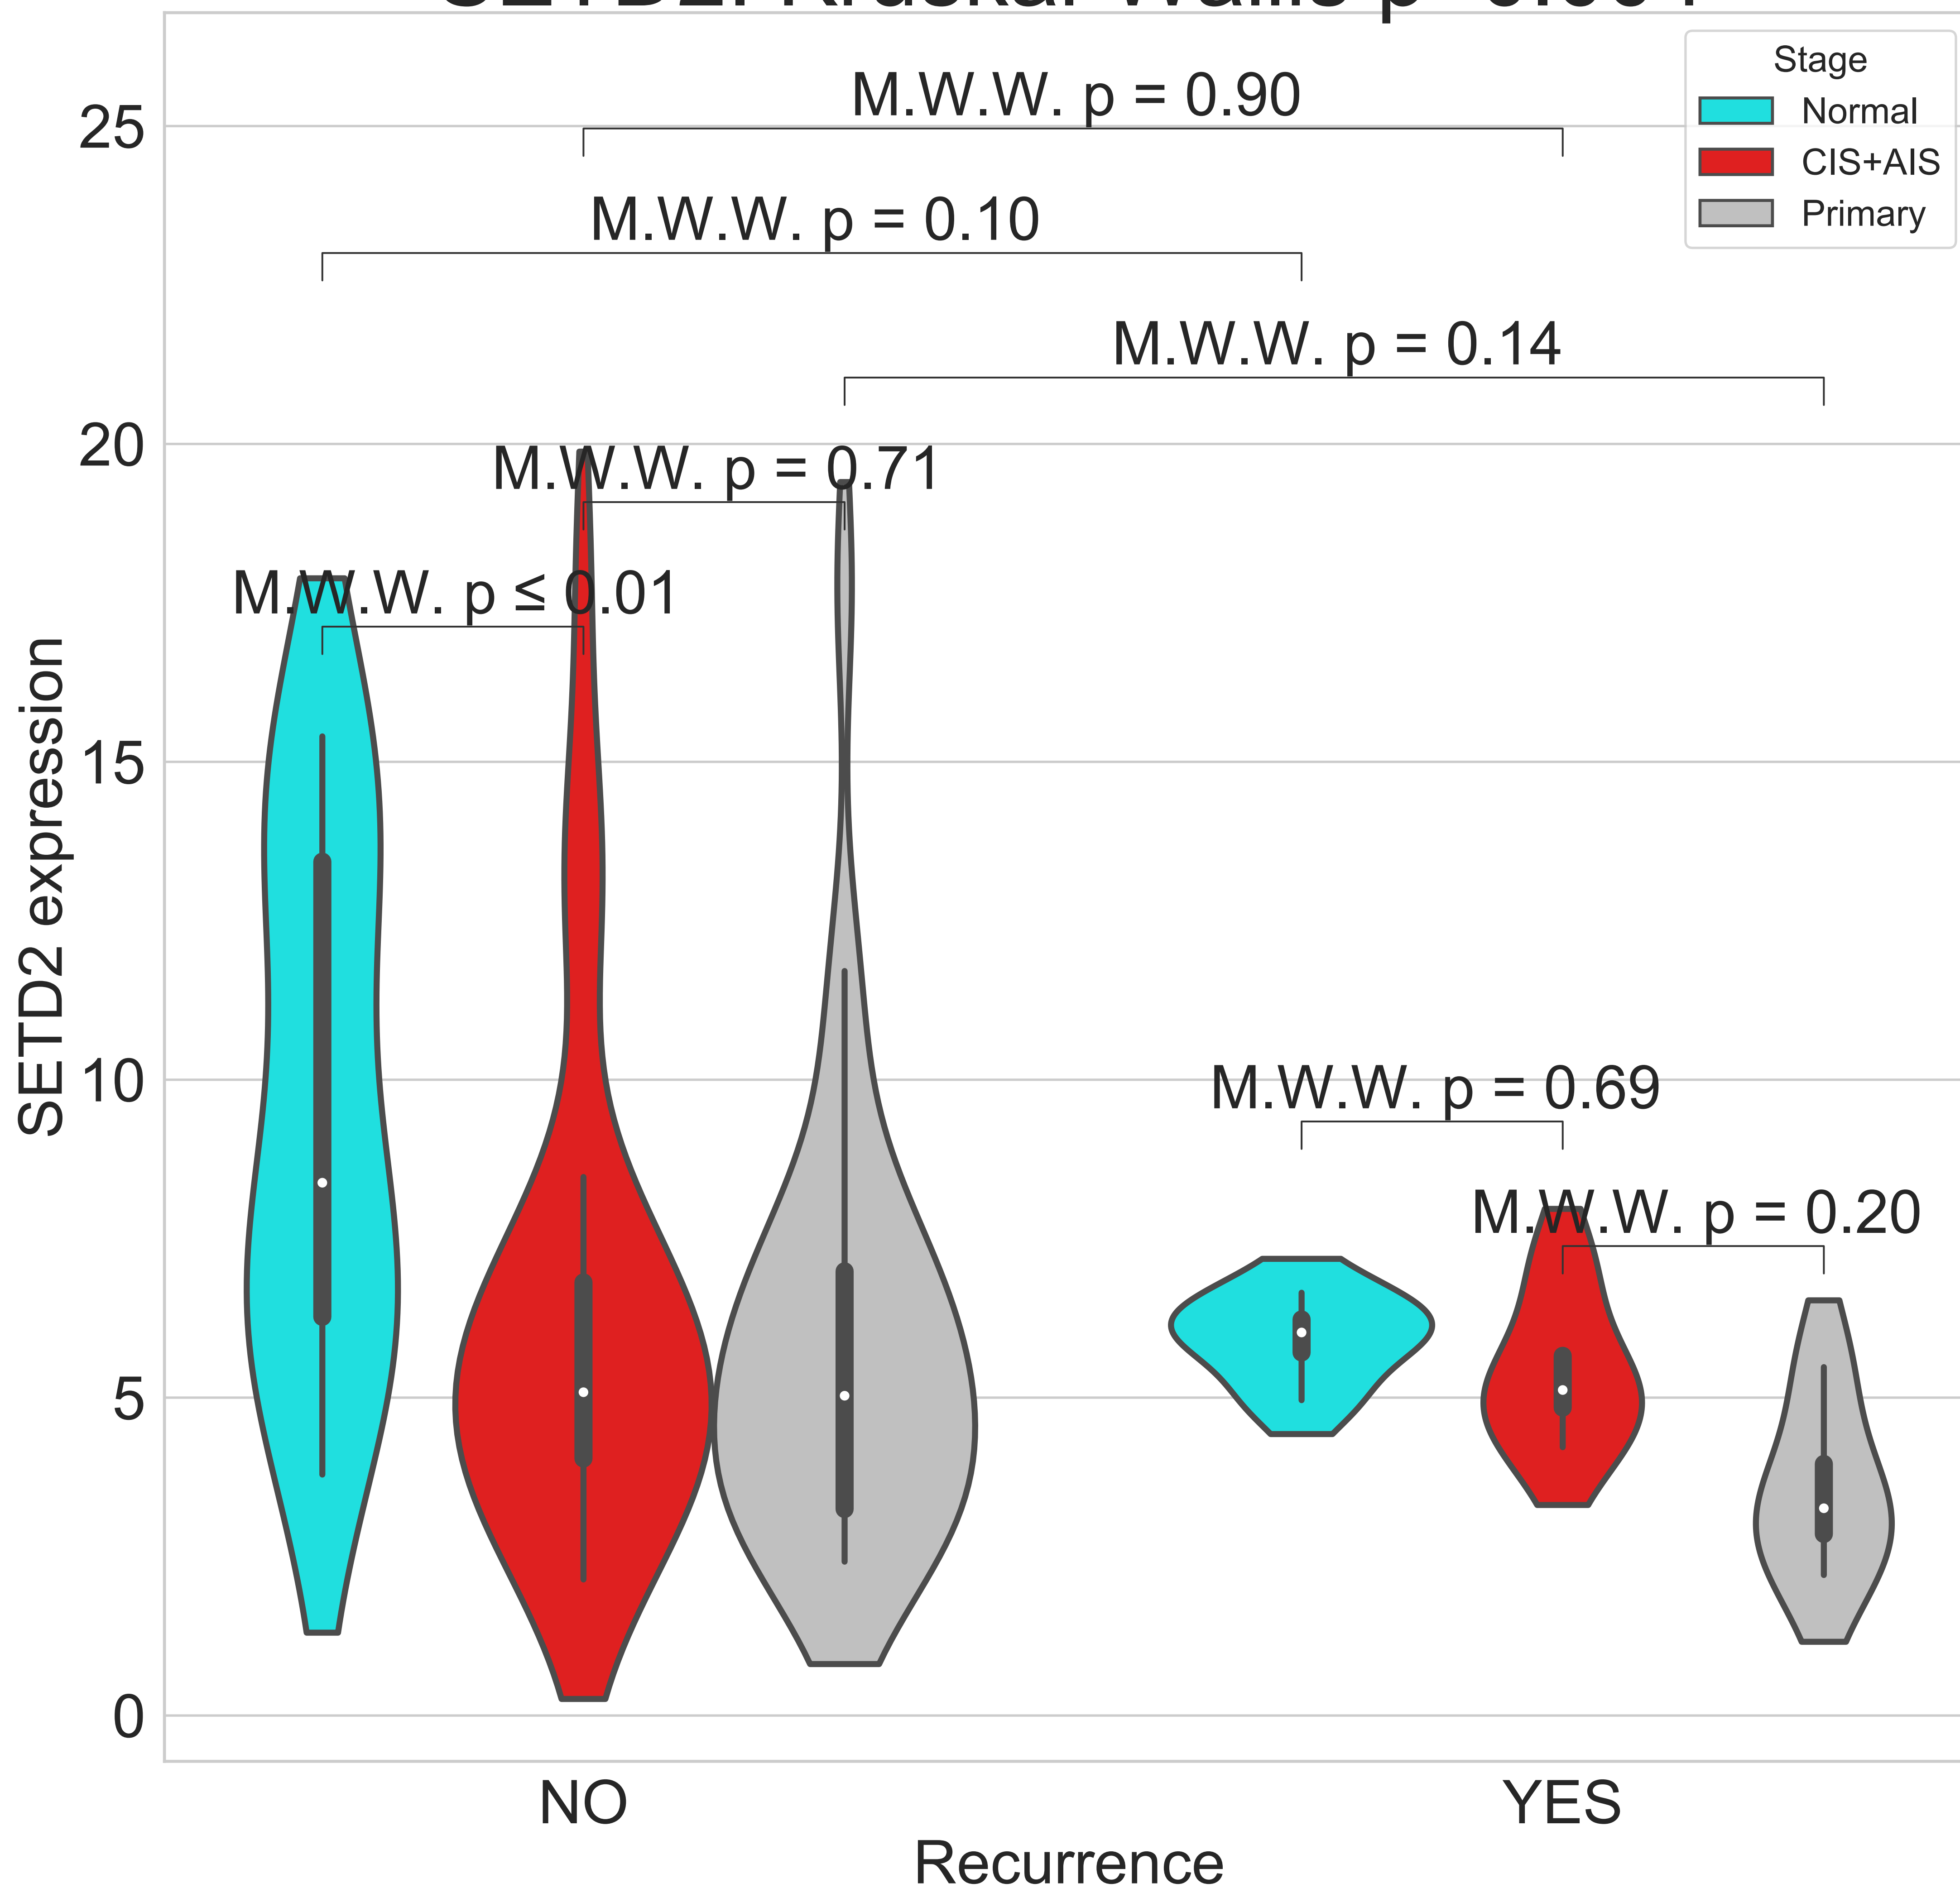 Stage
Normal
CIS+AIS
Primary
M.W.W. p = 0.90
M.W.W. p = 0.10
M.W.W. p = 0.14
M.W.W. p = 0.71
M.W.W. p ≤ 0.01
M.W.W. p = 0.69
M.W.W. p = 0.20
25
20
15
10
5
0
SETD2 expression
NO
YES
Recurrence